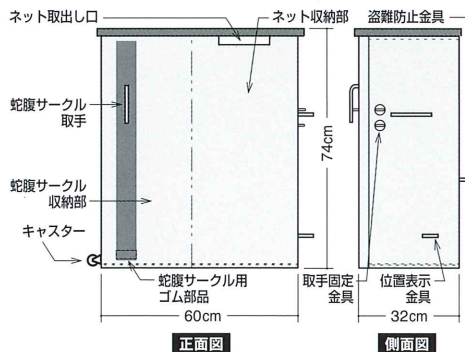 ネット取出し口
ネット収納部
盗難防止金具
蛇腹サークル
取手
74cm
蛇腹サークル
収納部
キャスター
蛇腹サークル用
ゴム部品
取手固定
金具
位置表示
金具
60cm
32cm
正面図
側面図